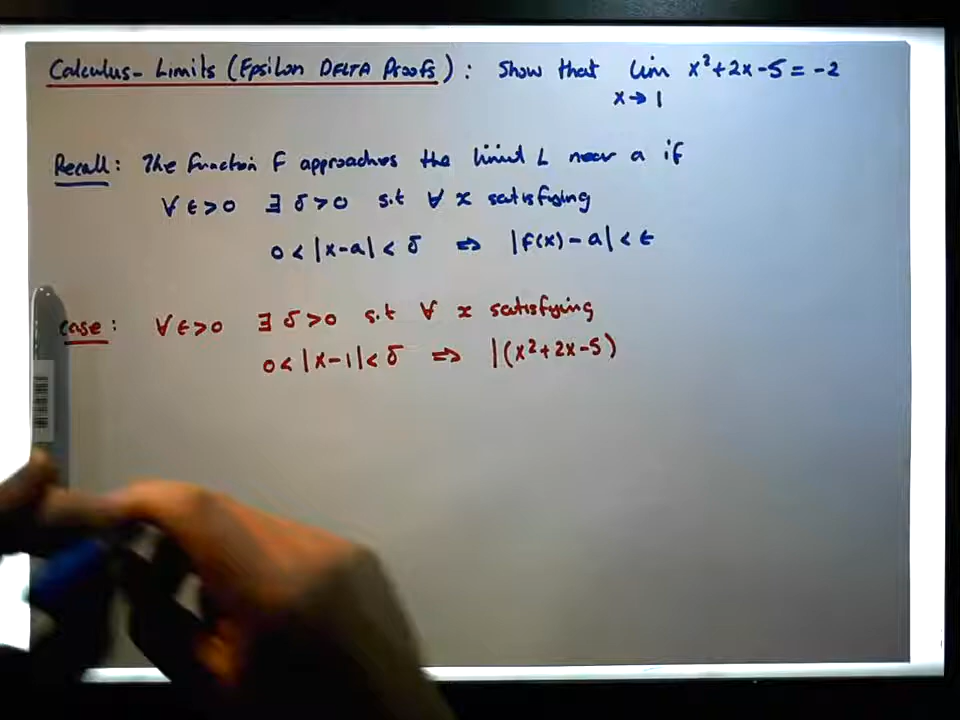 Calculus- Limits (Epsilon DELTA Proofs) : Show that lim x²+2x-5 = -2
x→1
Recall: The function F approaches the limit L near a if
∀ ε>0 ∃ δ>0 s.t ∀ x satisfying
0<|x-a|<δ ⇒ |F(x)-a|<ε
case: ∀ε>0 ∃ δ>0 s.t ∀ x satisfying
0<|x-1|<δ ⇒ |(x²+2x-5)